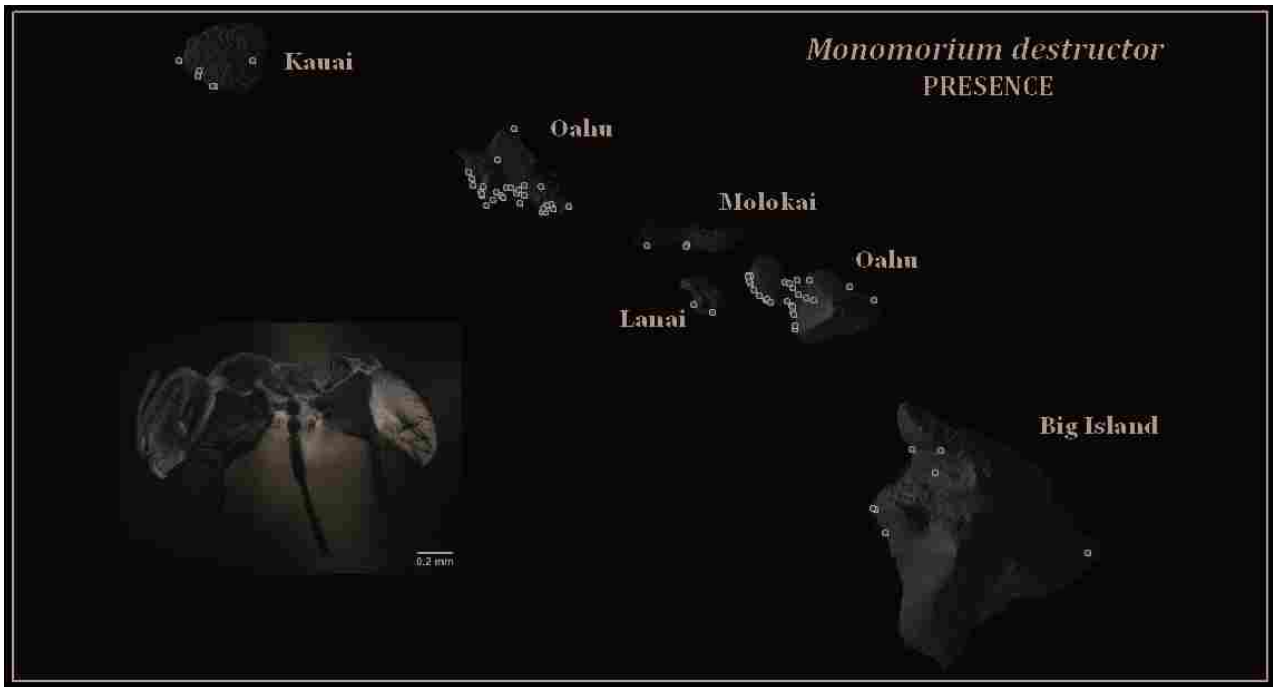 Monomorium destructor
PRESENCE
Kauai
Oahu
Molokai
Oahu
Lanai
Big Island
0.2 mm